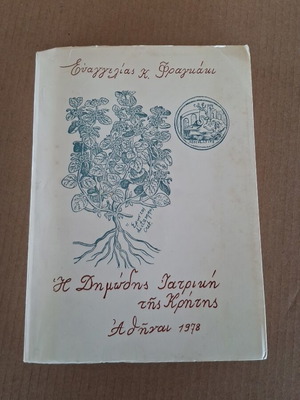 Εὐαγγελίας Κ. Φραγκάκι
Ἡ Δημώδης Ἰατρική
τῆς Κρήτης
Ἀθῆναι 1978